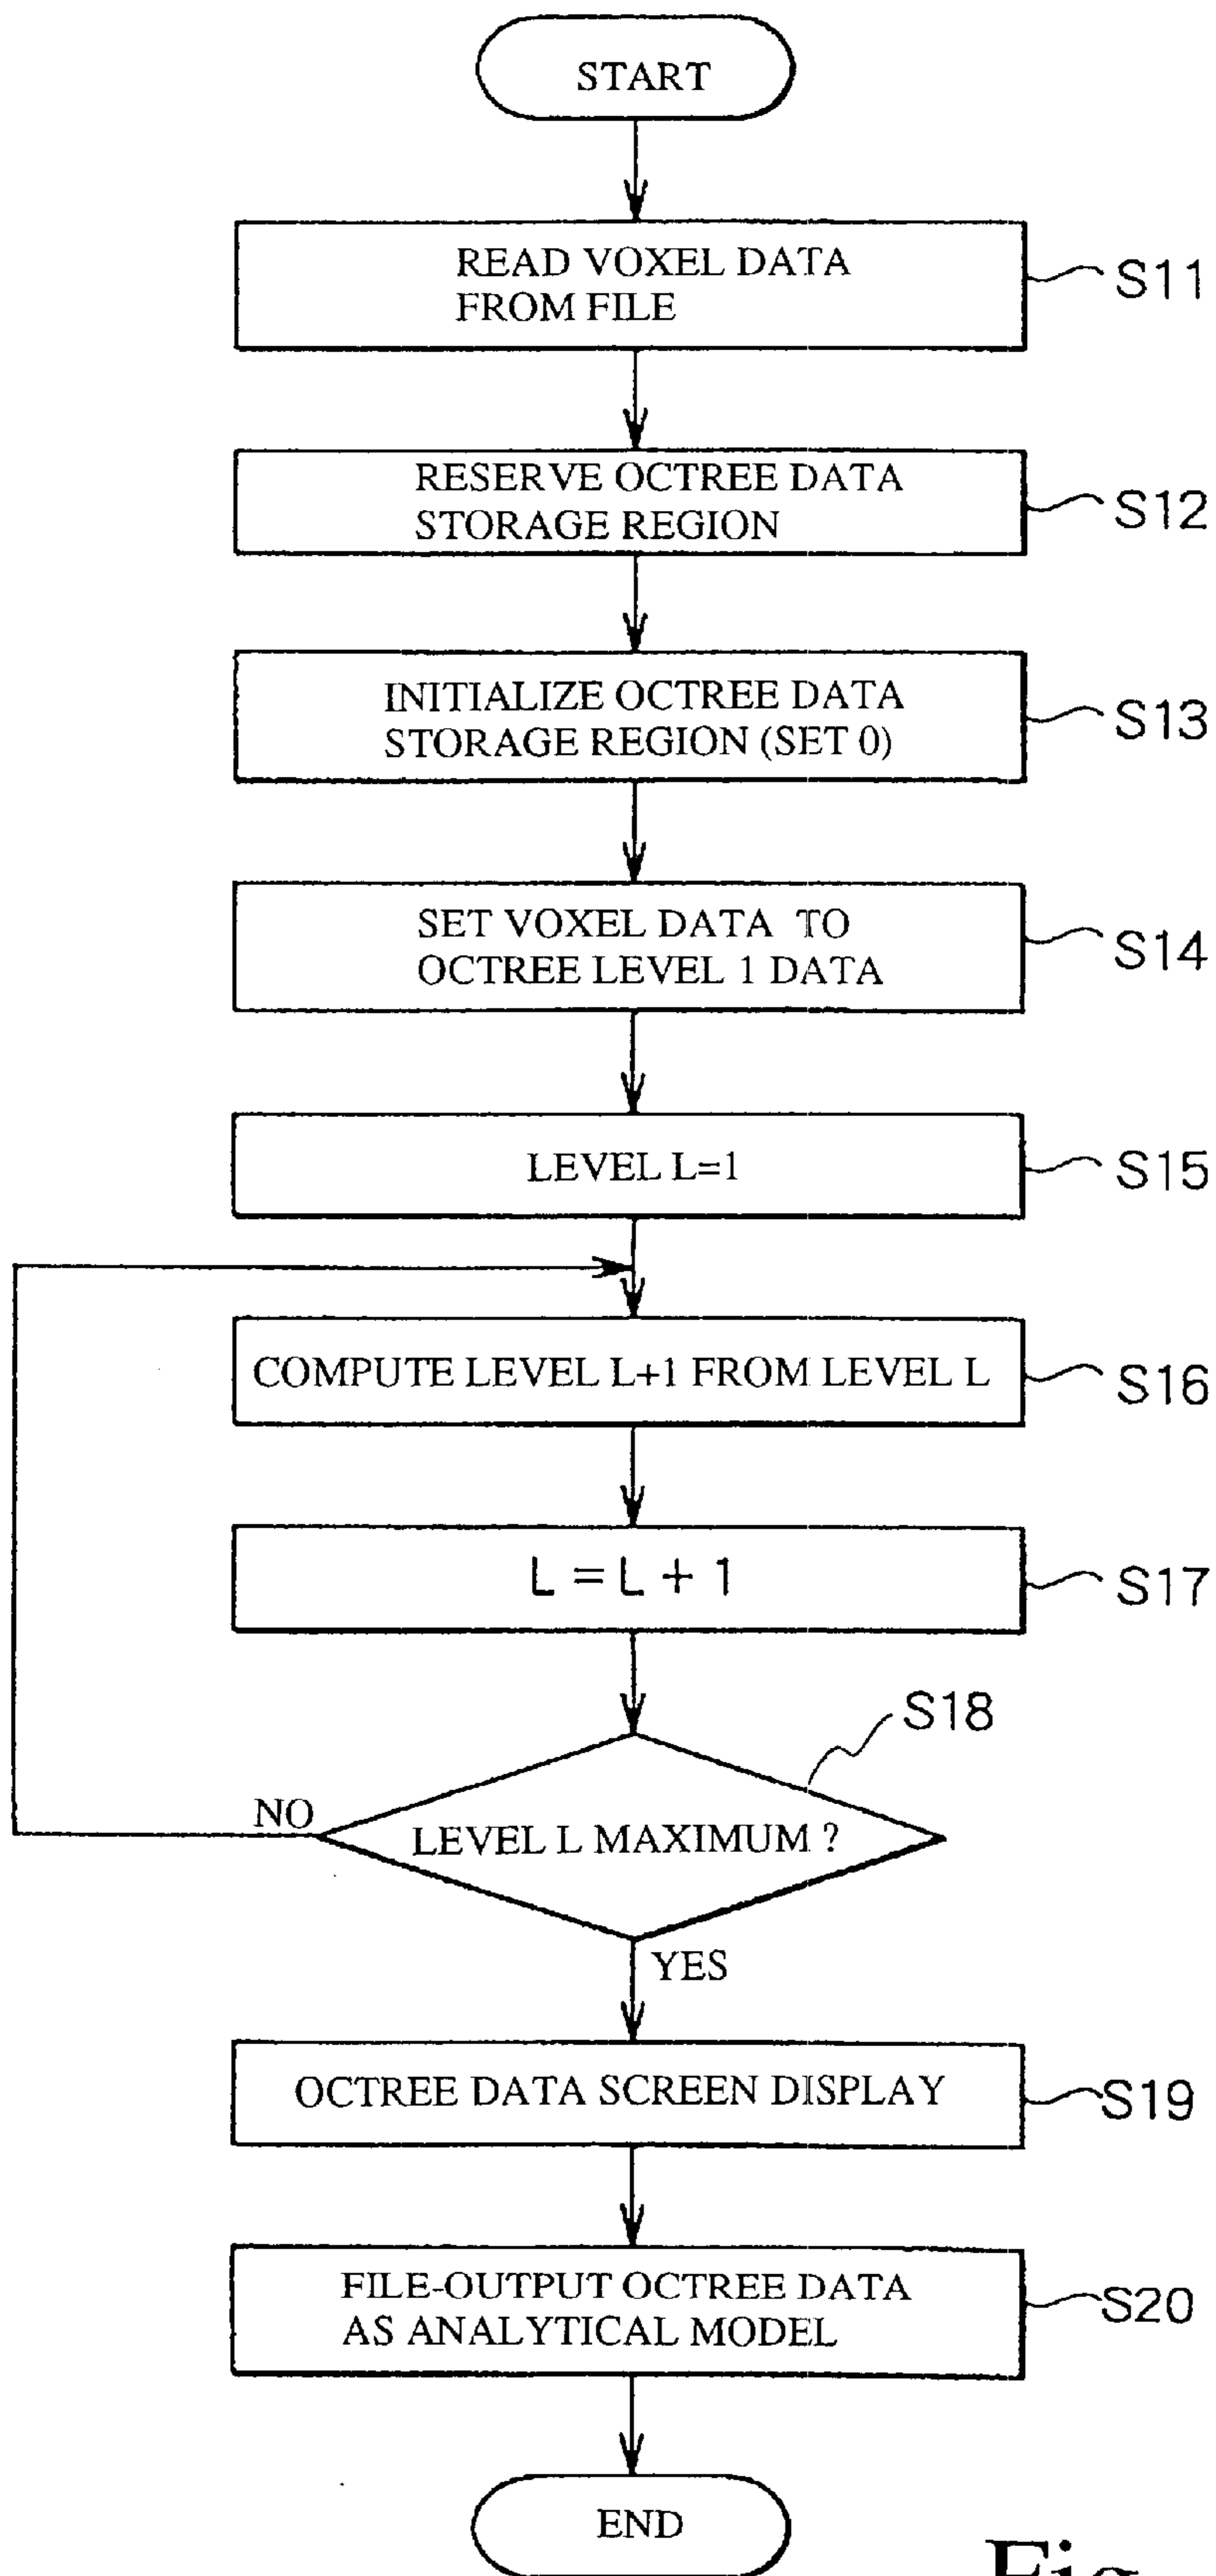 START
READ VOXEL DATA
FROM FILE
S11
RESERVE OCTREE DATA
STORAGE REGION
S12
INITIALIZE OCTREE DATA
STORAGE REGION (SET 0)
S13
SET VOXEL DATA TO
OCTREE LEVEL 1 DATA
S14
LEVEL L=1
S15
COMPUTE LEVEL L+1 FROM LEVEL L
S16
L = L + 1
S17
S18
LEVEL L MAXIMUM ?
NO
YES
OCTREE DATA SCREEN DISPLAY
S19
FILE-OUTPUT OCTREE DATA
AS ANALYTICAL MODEL
S20
END